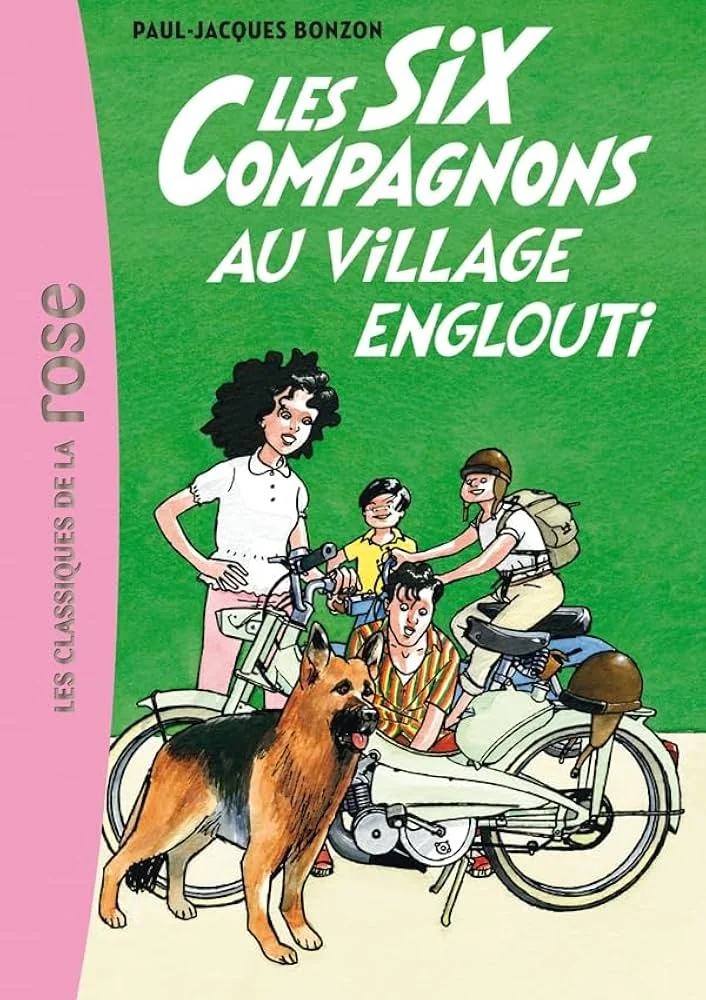 PAUL-JACQUES BONZON
LES SiX
COMPAGNONS
AU ViLLAGE
ENGLOUTi
LES CLASSIQUES DE LA rose